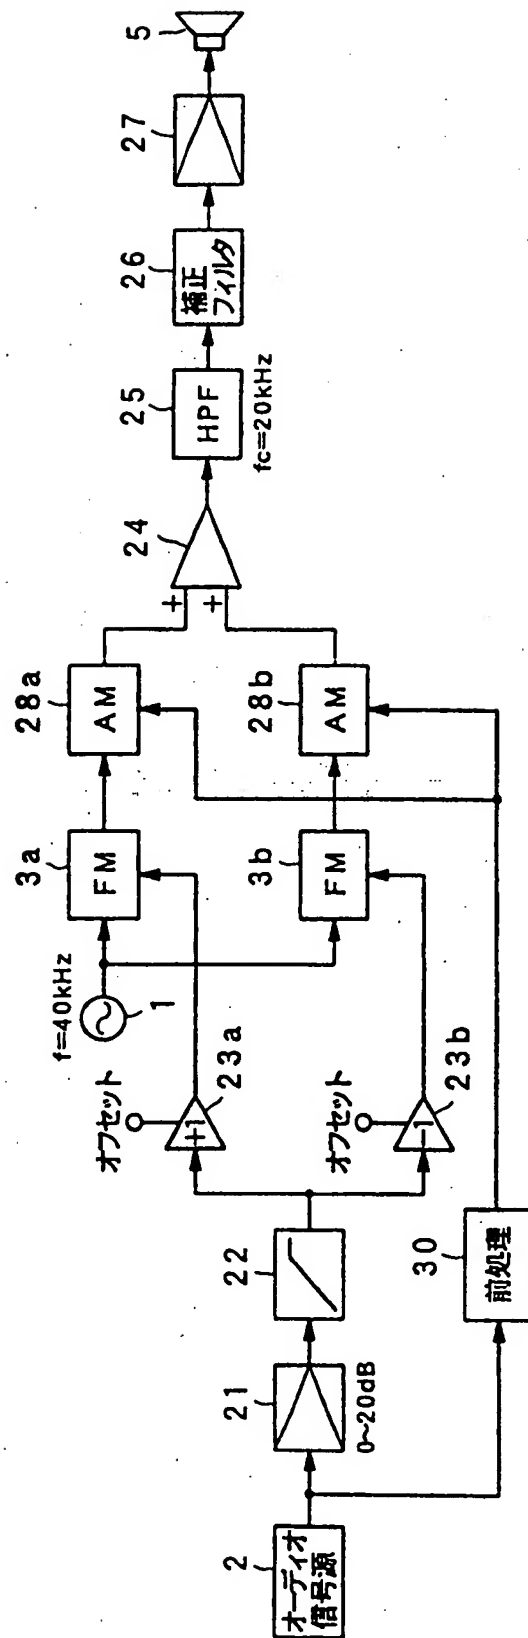 2
オーディオ
信号源
21
0~20dB
22
オフセット
+1
23a
オフセット
-1
23b
30
前処理
f=40kHz
1
3a
FM
3b
FM
28a
AM
28b
AM
+
+
24
25
HPF
fc=20kHz
26
補正
フィルタ
27
5